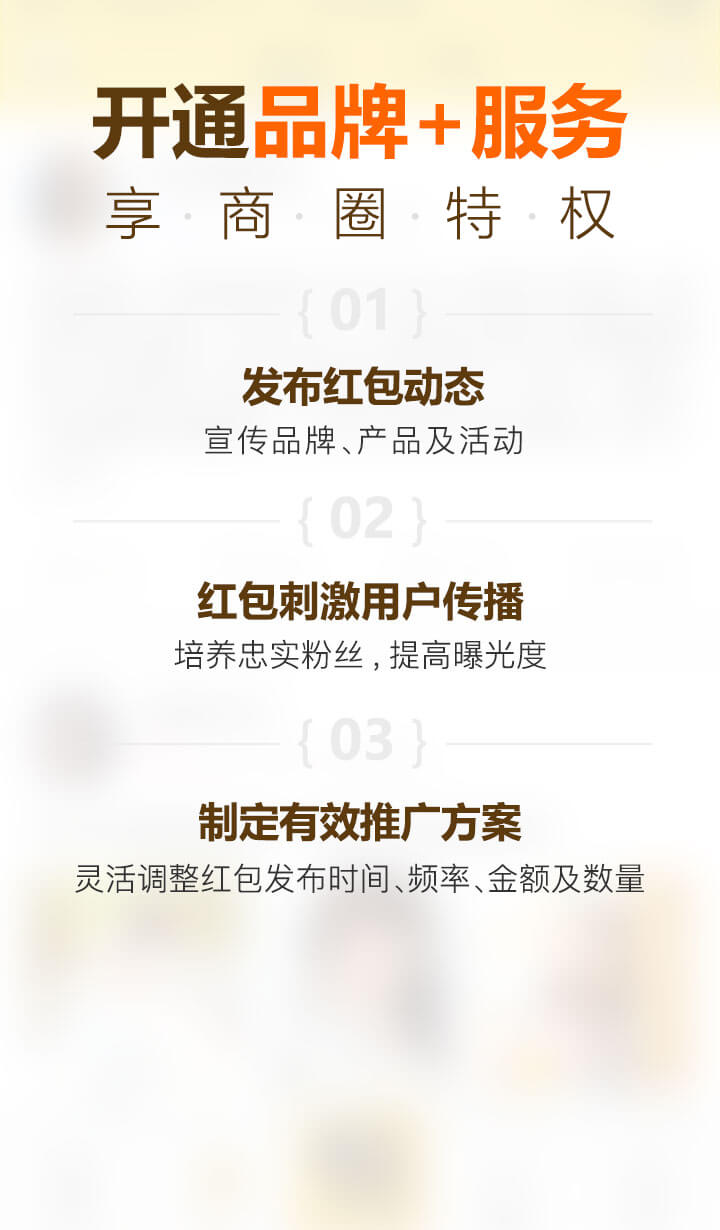 开通品牌+服务
享·商·圈·特·权
{ 01 }
发布红包动态
宣传品牌、产品及活动
{ 02 }
红包刺激用户传播
培养忠实粉丝，提高曝光度
{ 03 }
制定有效推广方案
灵活调整红包发布时间、频率、金额及数量